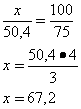 x/50,4 = 100/75
x = 50,4 • 4/3
x = 67,2